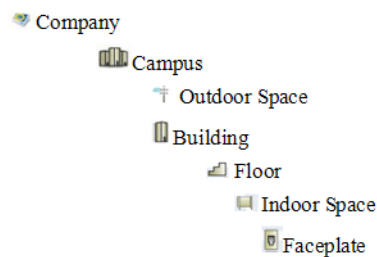 Company
Campus
Outdoor Space
Building
Floor
Indoor Space
Faceplate